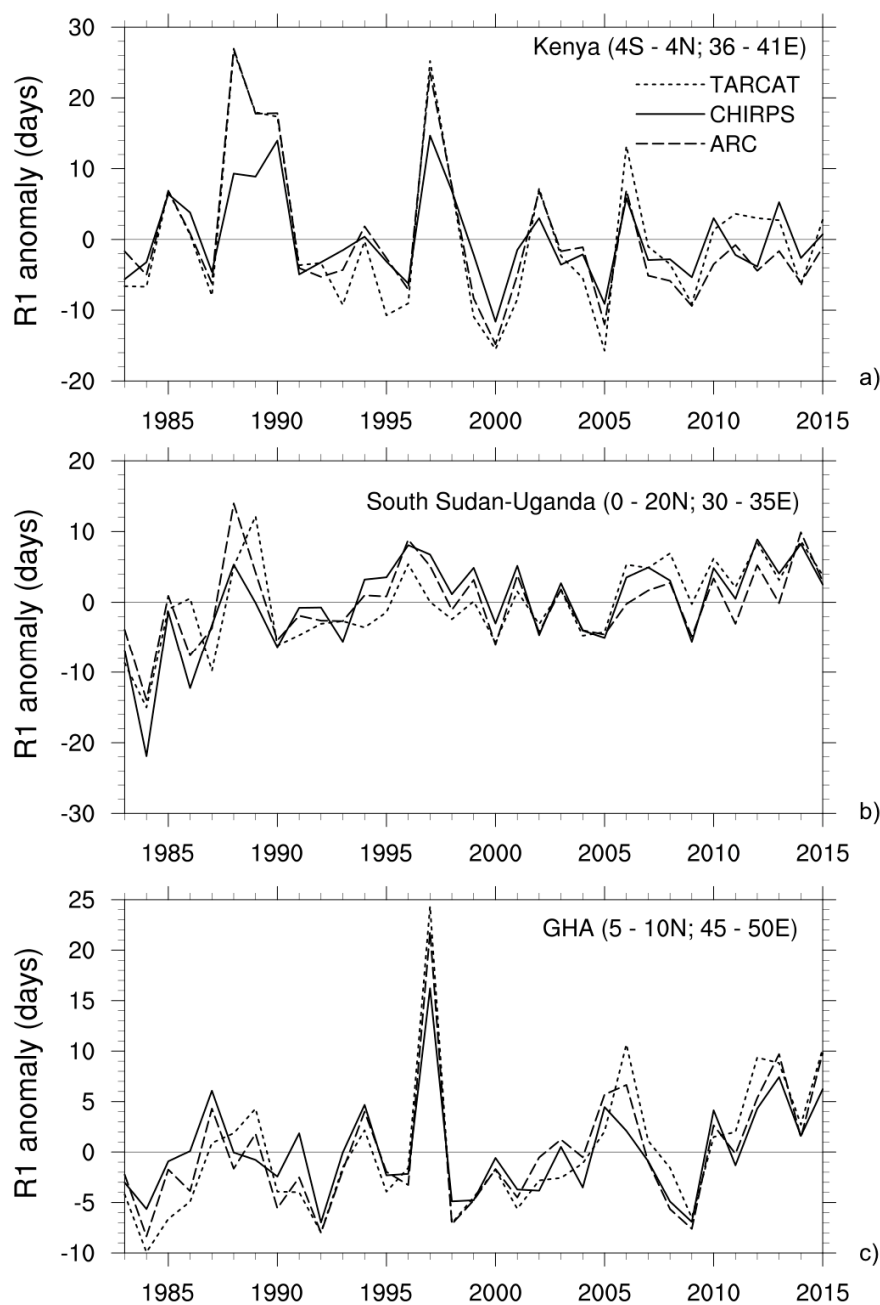 30
20
10
0
-10
-20
R1 anomaly (days)
Kenya (4S - 4N; 36 - 41E)
TARCAT
CHIRPS
ARC
a)
1985 1990 1995 2000 2005 2010 2015
20
10
0
-10
-20
-30
R1 anomaly (days)
South Sudan-Uganda (0 - 20N; 30 - 35E)
b)
1985 1990 1995 2000 2005 2010 2015
25
20
15
10
5
0
-5
-10
R1 anomaly (days)
GHA (5 - 10N; 45 - 50E)
c)
1985 1990 1995 2000 2005 2010 2015